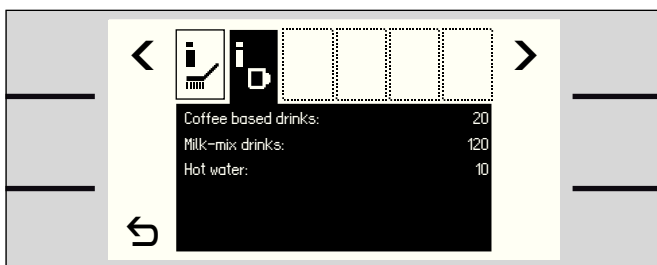 i i
Coffee based drinks: 20
Milk-mix drinks: 120
Hot water: 10